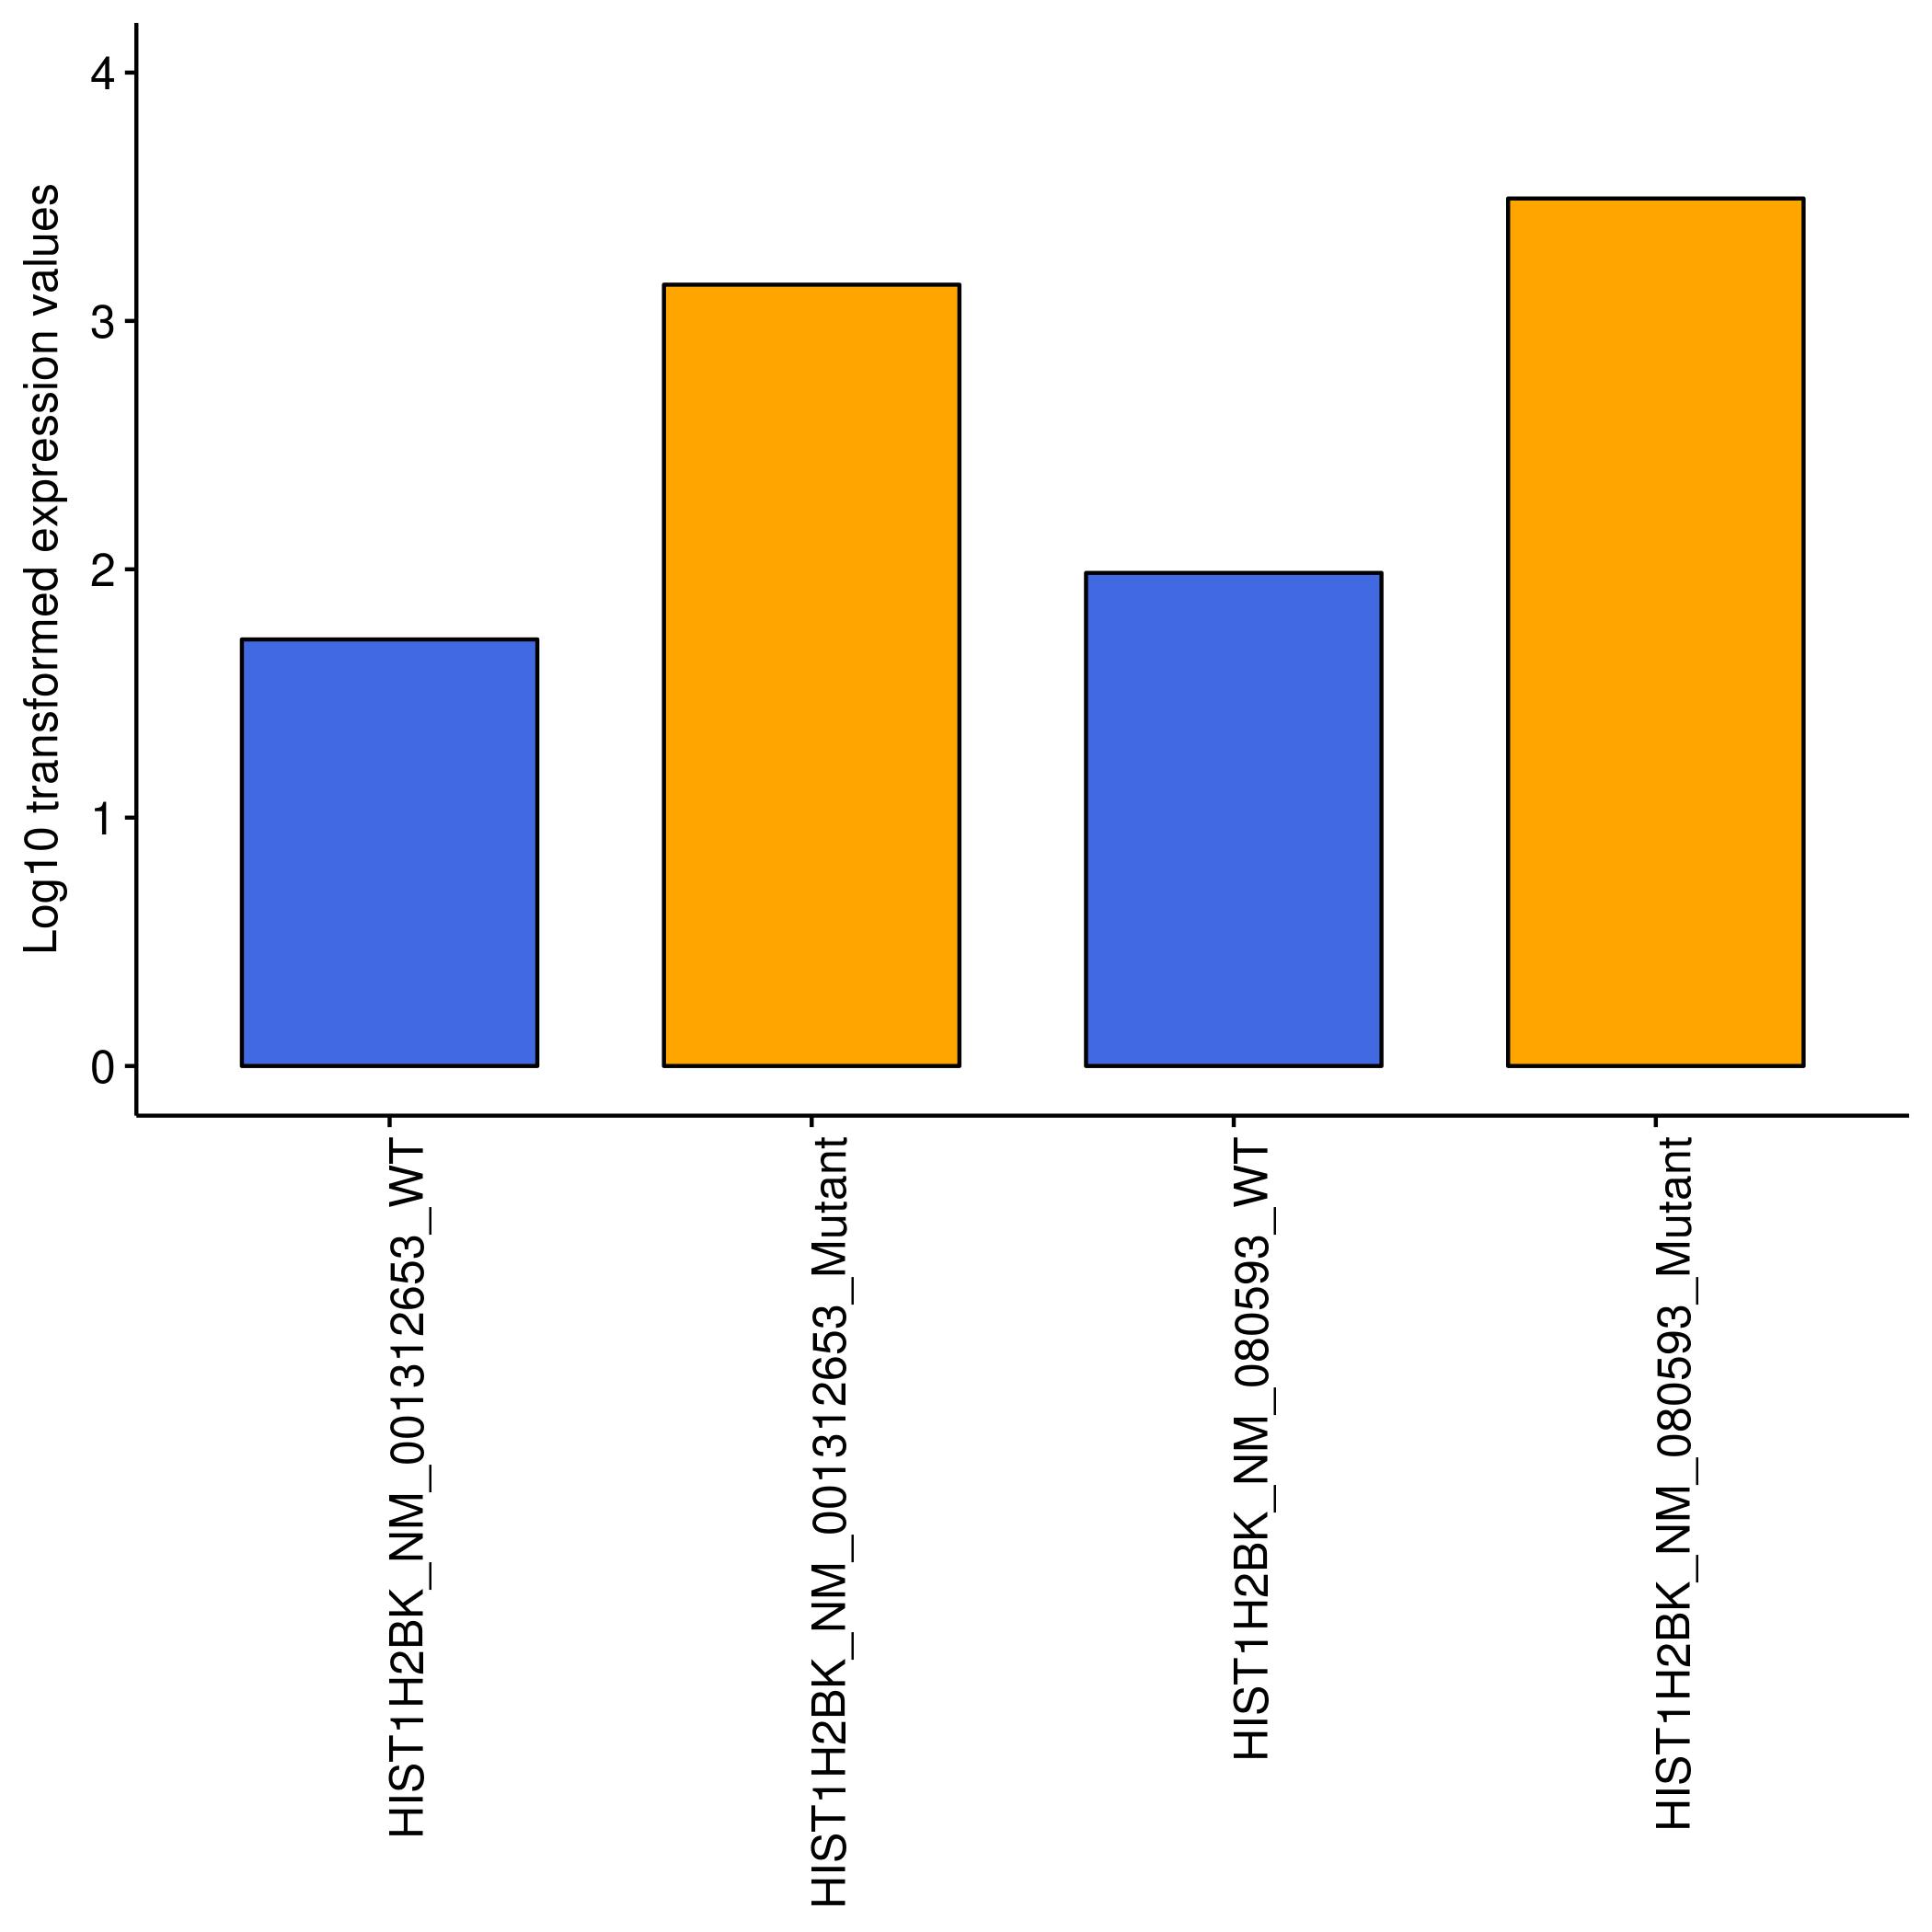 Log10 transformed expression values
4
3
2
1
0
HIST1H2BK_NM_001312653_WT
HIST1H2BK_NM_001312653_Mutant
HIST1H2BK_NM_080593_WT
HIST1H2BK_NM_080593_Mutant